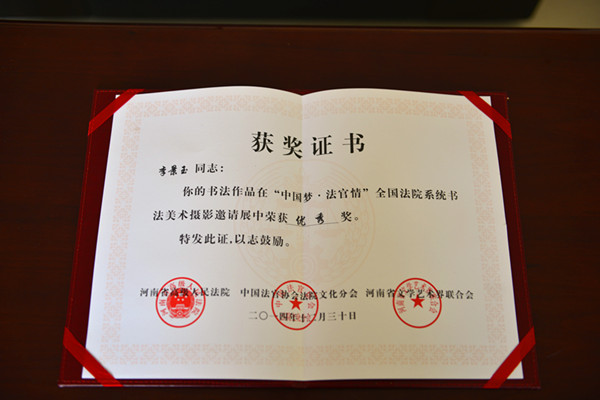 获奖证书
李景玉 同志：
你的书法作品在“中国梦·法官情”全国法院系统书
法美术摄影邀请展中荣获 优秀 奖。
特发此证，以志鼓励。
河南省高级人民法院 中国法官协会法院文化分会 河南省文学艺术界联合会
二〇一四年十二月三十日